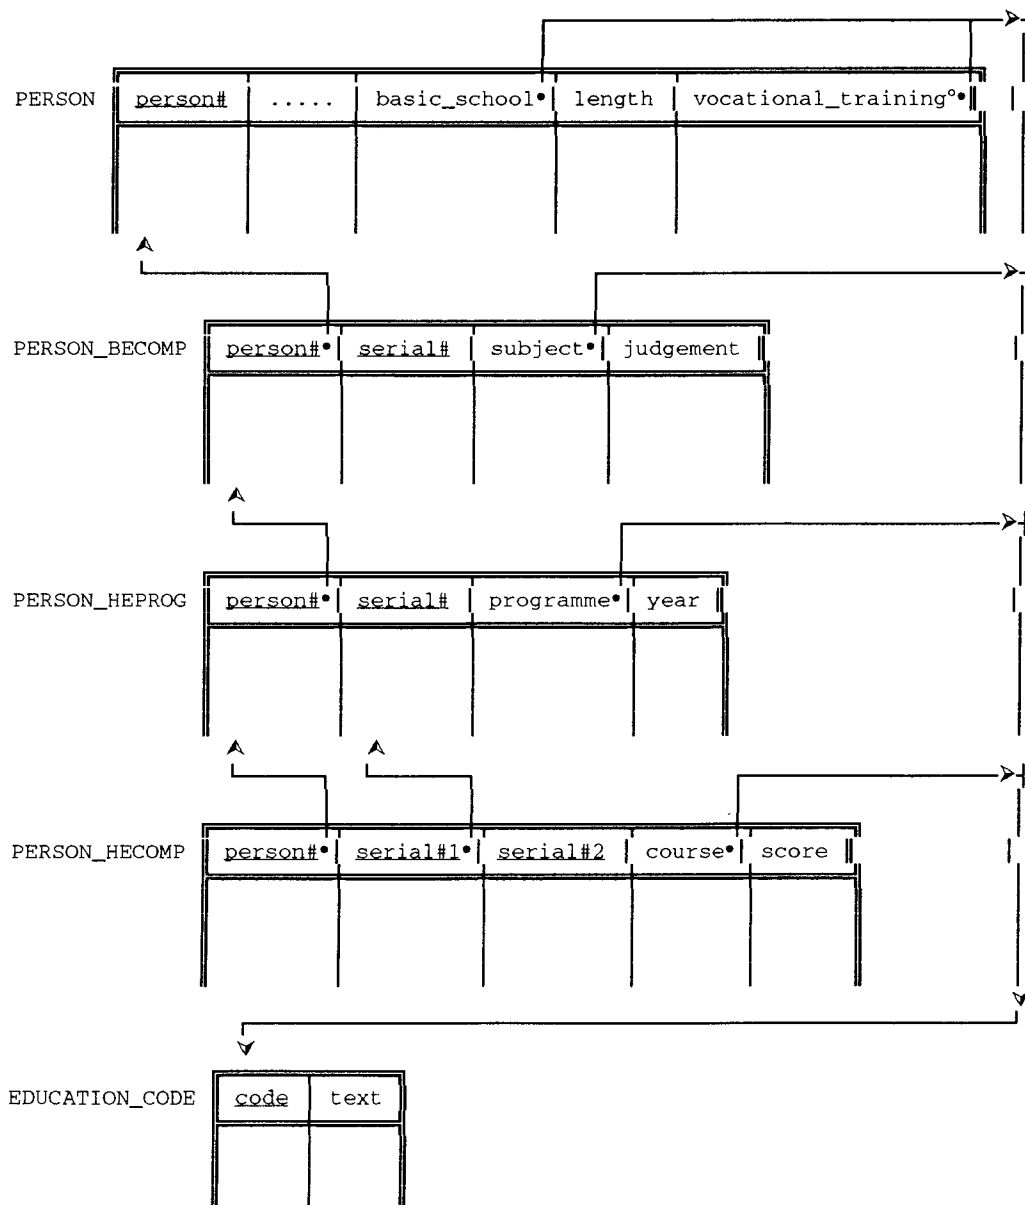 PERSON person# ..... basic_school• length vocational_training°•
PERSON_BECOMP person#• serial# subject• judgement
PERSON_HEPROG person#• serial# programme• year
PERSON_HECOMP person#• serial#1• serial#2 course• score
EDUCATION_CODE code text